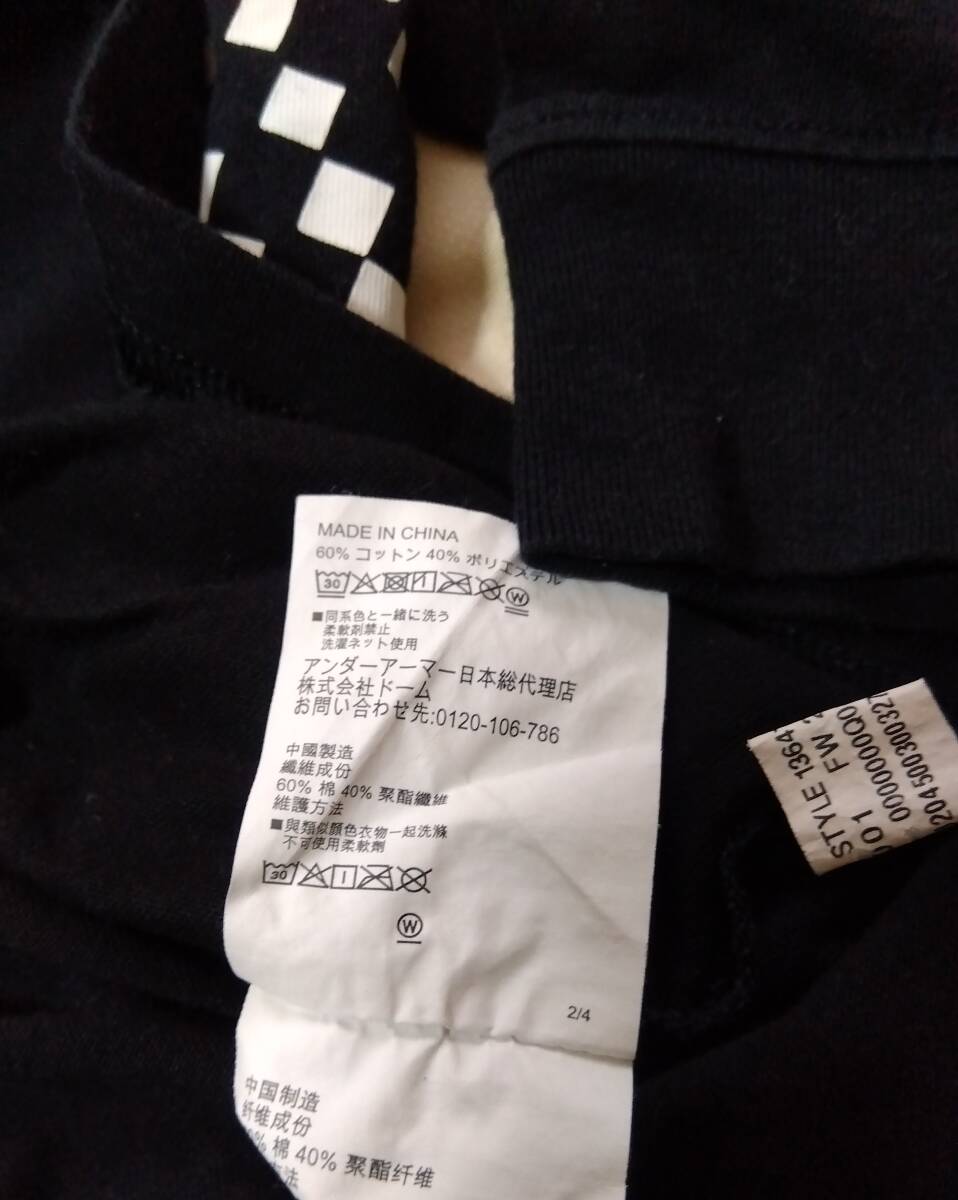 MADE IN CHINA
60% コットン 40% ポリエステル
30 W
■同系色と一緒に洗う
柔軟剤禁止
洗濯ネット使用
アンダーアーマー日本総代理店
株式会社ドーム
お問い合わせ先:0120-106-786
中國製造
纖維成份
60% 棉 40% 聚酯纖維
維護方法
■與類似顏色衣物一起洗滌
不可使用柔軟劑
30
W
2/4
中国制造
纤维成份
棉 40% 聚酯纤维
STYLE 1364
001 FW
0000000Q0